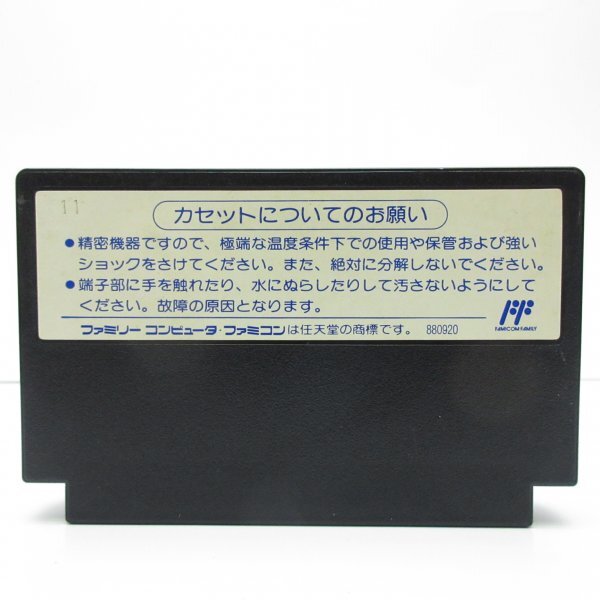 11
カセットについてのお願い
●精密機器ですので、極端な温度条件下での使用や保管および強い
ショックをさけてください。また、絶対に分解しないでください。
●端子部に手を触れたり、水にぬらしたりして汚さないようにして
ください。故障の原因となります。
ファミリー コンピュータ・ファミコンは任天堂の商標です。 880920
FAMICOM FAMILY